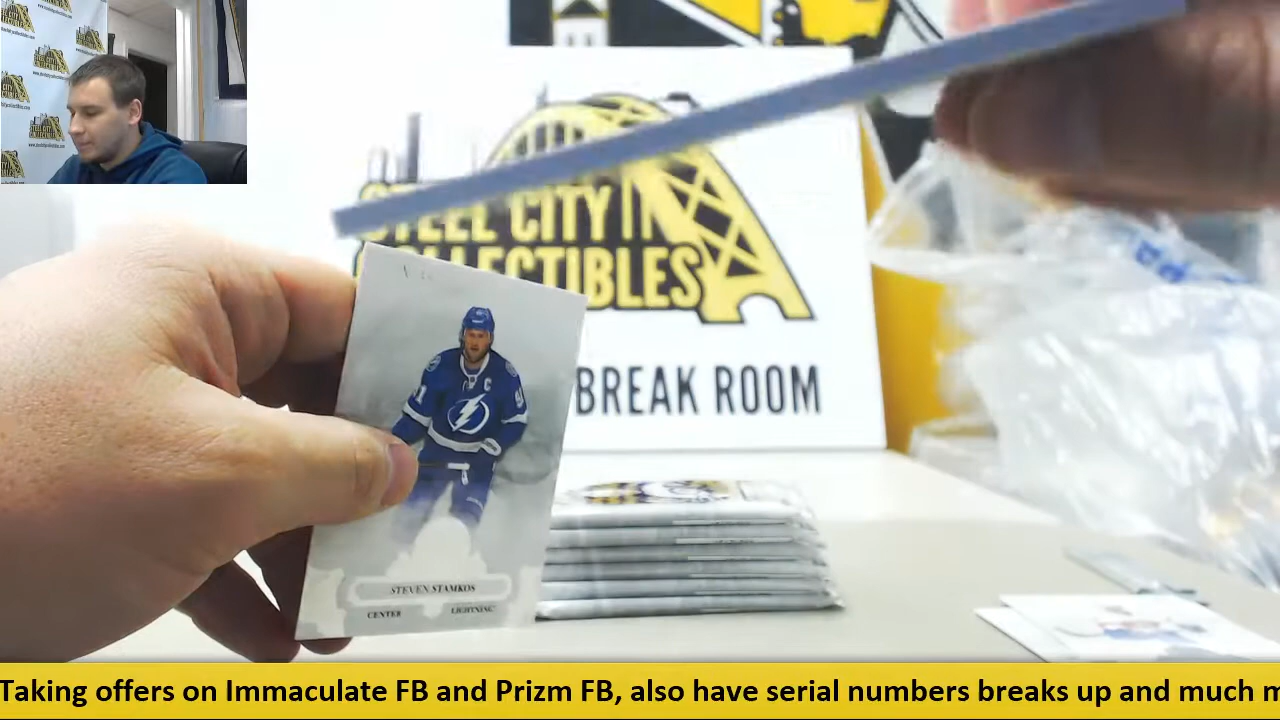 STEEL CITY
COLLECTIBLES
BREAK ROOM
91
C
STEVEN STAMKOS
CENTER
LIGHTNING
Taking offers on Immaculate FB and Prizm FB, also have serial numbers breaks up and much m